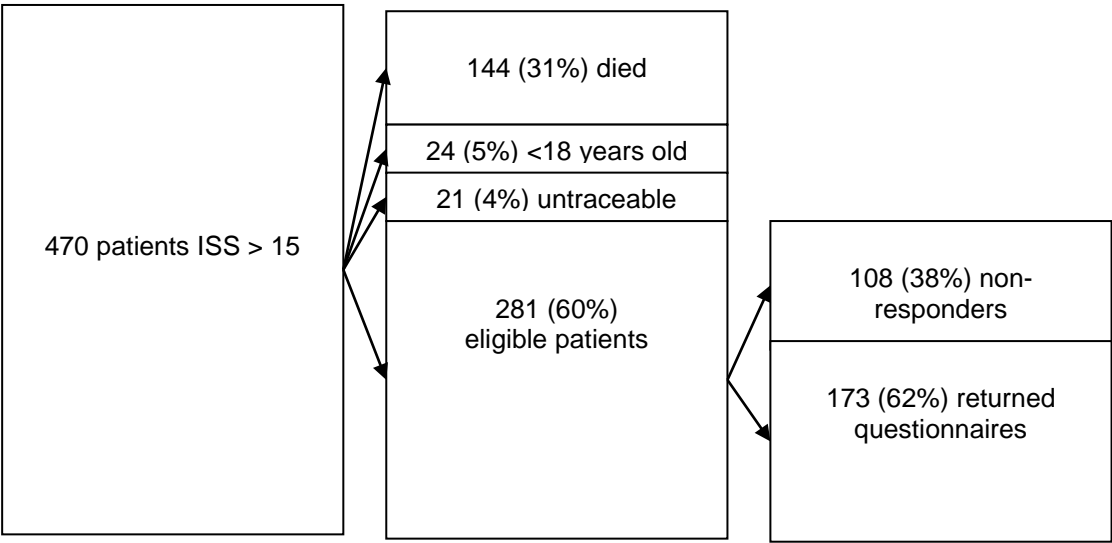 470 patients ISS > 15
144 (31%) died
24 (5%) <18 years old
21 (4%) untraceable
281 (60%)
eligible patients
108 (38%) non-
responders
173 (62%) returned
questionnaires